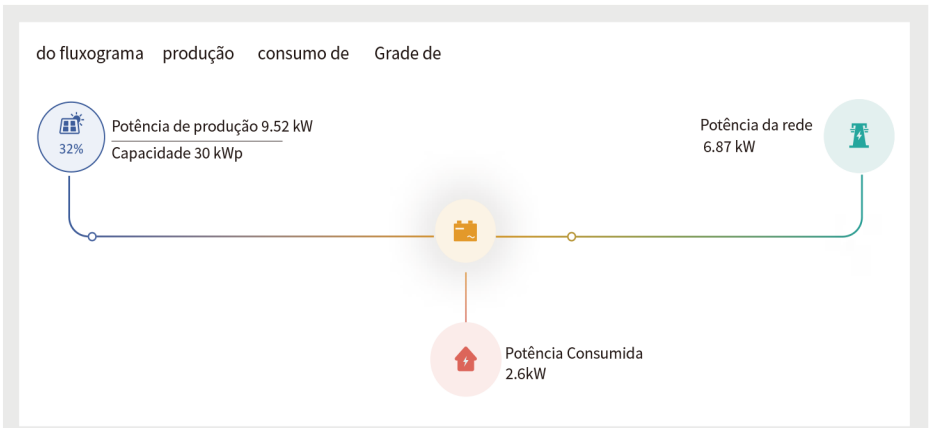 do fluxograma produção consumo de Grade de
32%
Potência de produção 9.52 kW
Capacidade 30 kWp
Potência da rede
6.87 kW
Potência Consumida
2.6kW